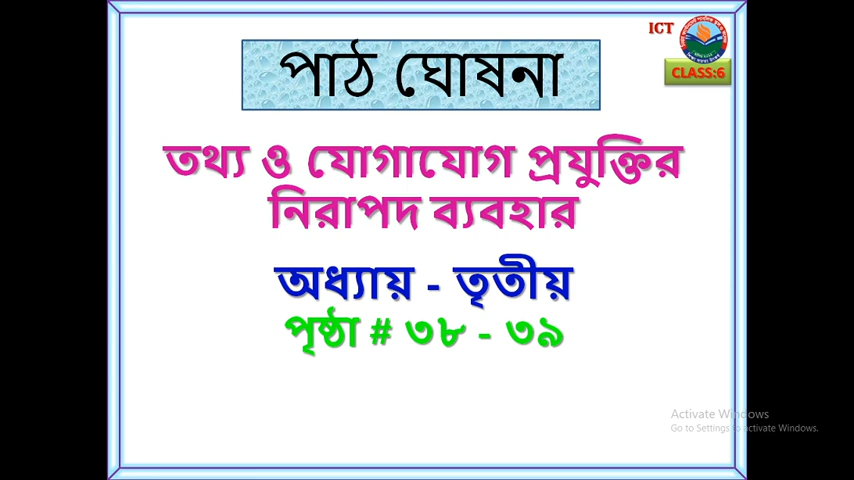 ICT
CLASS:6
পাঠ ঘোষনা
তথ্য ও যোগাযোগ প্রযুক্তির
নিরাপদ ব্যবহার
অধ্যায় - তৃতীয়
পৃষ্ঠা # ৩৮ - ৩৯
Activate Windows
Go to Settings to activate Windows.